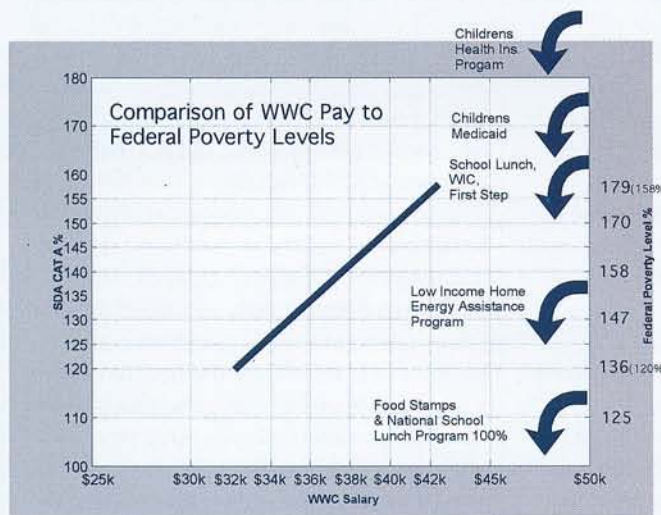 Childrens
Health Ins.
Progam
Comparison of WWC Pay to
Federal Poverty Levels
Childrens
Medicaid
School Lunch,
WIC,
First Step
Low Income Home
Energy Assistance
Program
Food Stamps
& National School
Lunch Program 100%
SDA CAT A %
180
170
160
155
150
145
140
135
130
125
120
110
100
Federal Poverty Level %
179(158%
170
158
147
136(120%
125
$25k $30k $32k $34k $36k $38k $40k $42k $45k $50k
WWC Salary